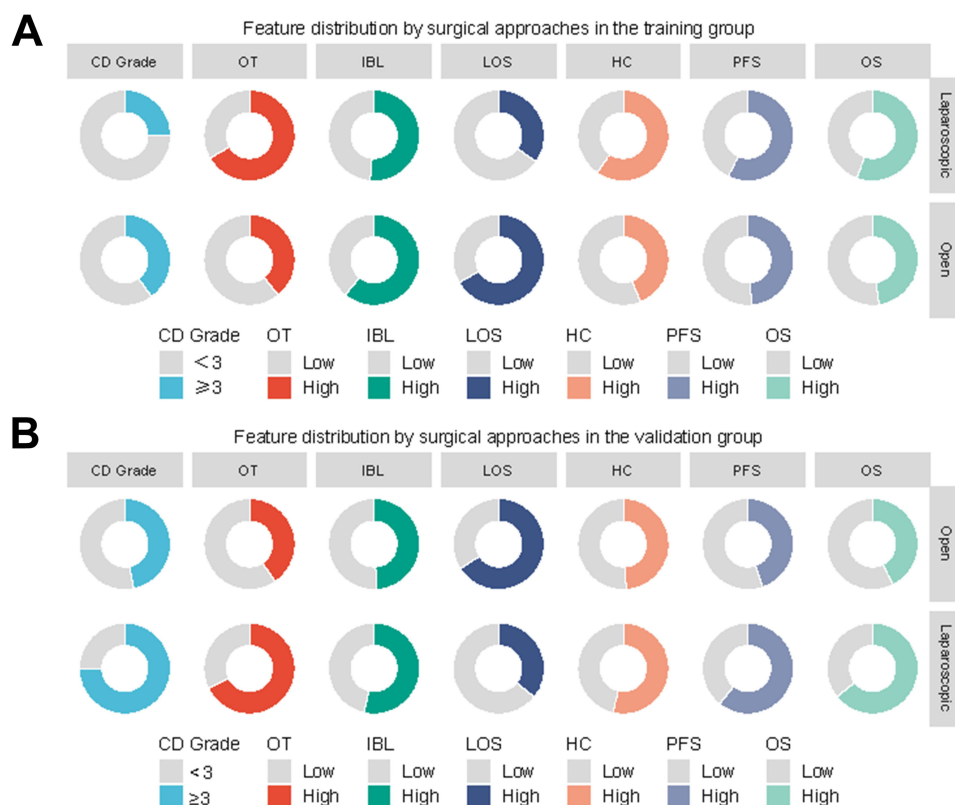 A
Feature distribution by surgical approaches in the training group
CD Grade OT IBL LOS HC PFS OS
Laparoscopic
Open
CD Grade OT IBL LOS HC PFS OS
<3 Low Low Low Low Low Low
⩾3 High High High High High High
B
Feature distribution by surgical approaches in the validation group
CD Grade OT IBL LOS HC PFS OS
Open
Laparoscopic
CD Grade OT IBL LOS HC PFS OS
<3 Low Low Low Low Low Low
≥3 High High High High High High